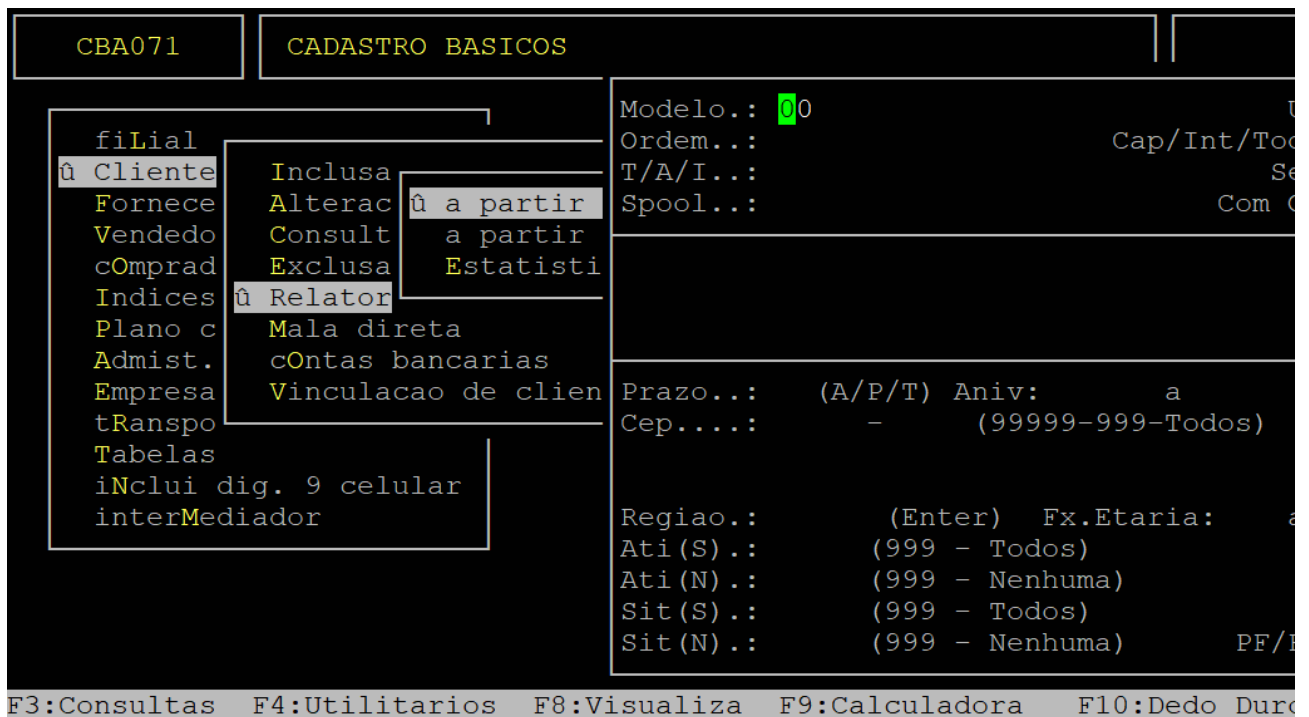 CBA071 CADASTRO BASICOS
Modelo.: 00
fiLial Ordem..: Cap/Int/Tod
û Cliente Inclusa T/A/I..: Se
Fornece Alterac û a partir Spool..: Com
Vendedo Consult a partir
cOmprad Exclusa Estatisti
Indices û Relator
Plano c Mala direta
Admist. cOntas bancarias
Empresa Vinculacao de clien Prazo..: (A/P/T) Aniv: a
tRanspo Cep....: - (99999-999-Todos)
Tabelas
iNclui dig. 9 celular
interMediador Regiao.: (Enter) Fx.Etaria: a
Ati(S).: (999 - Todos)
Ati(N).: (999 - Nenhuma)
Sit(S).: (999 - Todos)
Sit(N).: (999 - Nenhuma) PF/
F3:Consultas F4:Utilitarios F8:Visualiza F9:Calculadora F10:Dedo Duro